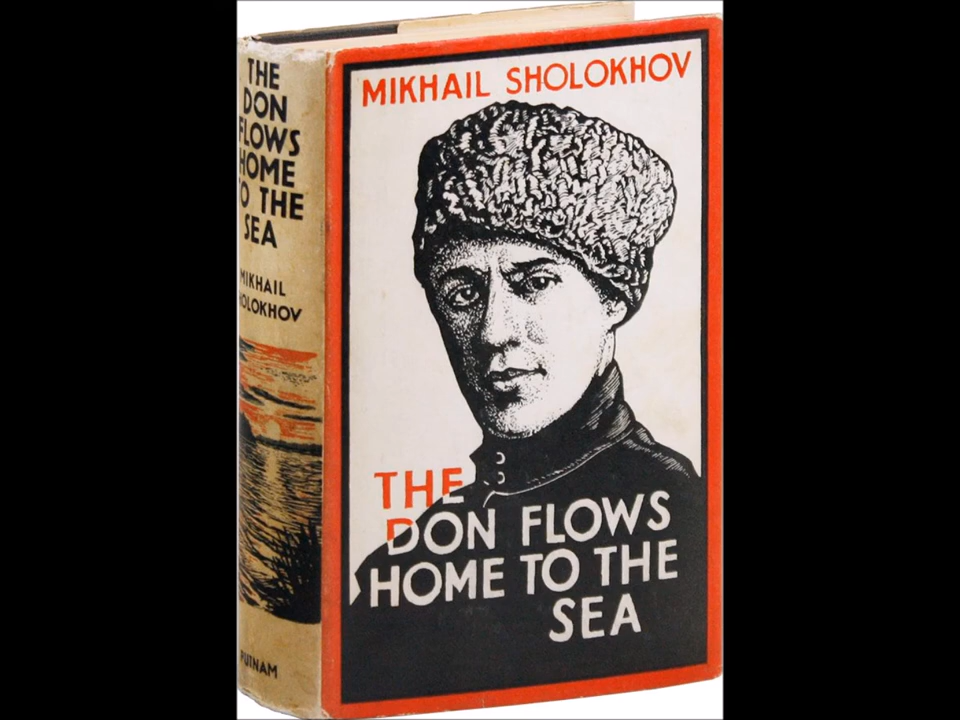 THE
DON
FLOWS
HOME
TO THE
SEA
MIKHAIL
SHOLOKHOV
PUTNAM
MIKHAIL SHOLOKHOV
THE
DON FLOWS
HOME TO THE
SEA